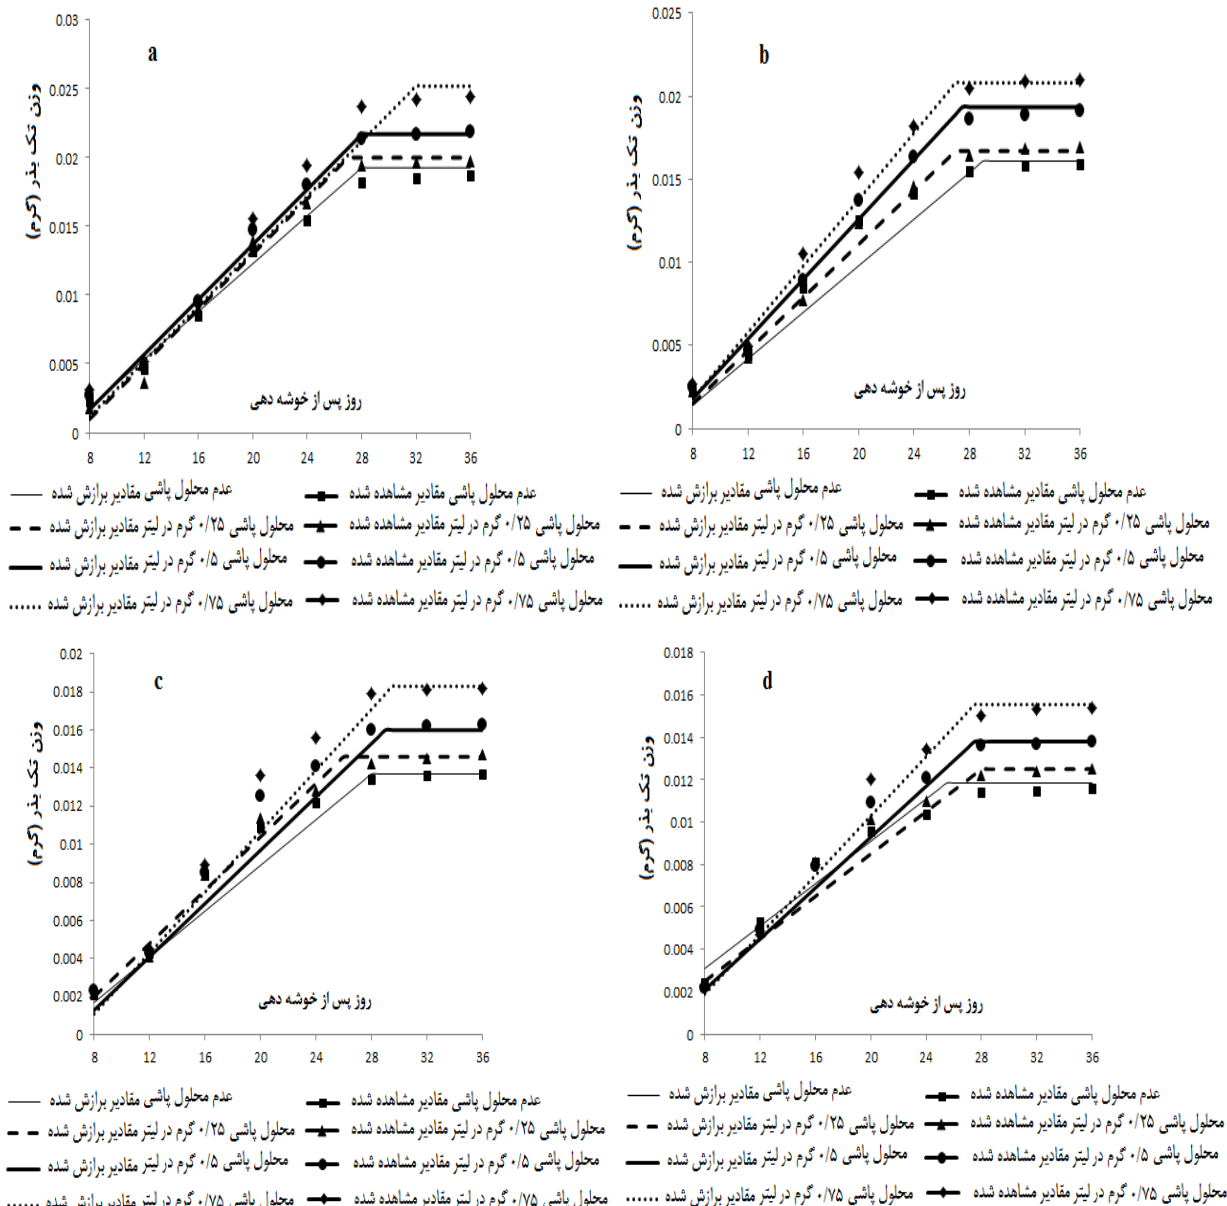 a
0.03
0.025
0.02
0.015
0.01
0.005
0
وزن تک بذر (گرم)
روز پس از خوشه دهی
8 12 16 20 24 28 32 36
عدم محلول پاشی مقادیر برازش شده
عدم محلول پاشی مقادیر مشاهده شده
محلول پاشی ۰/۲۵ گرم در لیتر مقادیر برازش شده
محلول پاشی ۰/۲۵ گرم در لیتر مقادیر مشاهده شده
محلول پاشی ۰/۵ گرم در لیتر مقادیر برازش شده
محلول پاشی ۰/۵ گرم در لیتر مقادیر مشاهده شده
محلول پاشی ۰/۷۵ گرم در لیتر مقادیر برازش شده
محلول پاشی ۰/۷۵ گرم در لیتر مقادیر مشاهده شده
b
0.025
0.02
0.015
0.01
0.005
0
وزن تک بذر (گرم)
روز پس از خوشه دهی
8 12 16 20 24 28 32 36
عدم محلول پاشی مقادیر برازش شده
عدم محلول پاشی مقادیر مشاهده شده
محلول پاشی ۰/۲۵ گرم در لیتر مقادیر برازش شده
محلول پاشی ۰/۲۵ گرم در لیتر مقادیر مشاهده شده
محلول پاشی ۰/۵ گرم در لیتر مقادیر برازش شده
محلول پاشی ۰/۵ گرم در لیتر مقادیر مشاهده شده
محلول پاشی ۰/۷۵ گرم در لیتر مقادیر برازش شده
محلول پاشی ۰/۷۵ گرم در لیتر مقادیر مشاهده شده
c
0.02
0.018
0.016
0.014
0.012
0.01
0.008
0.006
0.004
0.002
0
وزن تک بذر (گرم)
روز پس از خوشه دهی
8 12 16 20 24 28 32 36
عدم محلول پاشی مقادیر برازش شده
عدم محلول پاشی مقادیر مشاهده شده
محلول پاشی ۰/۲۵ گرم در لیتر مقادیر برازش شده
محلول پاشی ۰/۲۵ گرم در لیتر مقادیر مشاهده شده
محلول پاشی ۰/۵ گرم در لیتر مقادیر برازش شده
محلول پاشی ۰/۵ گرم در لیتر مقادیر مشاهده شده
محلول پاشی ۰/۷۵ گرم در لیتر مقادیر برازش شده
محلول پاشی ۰/۷۵ گرم در لیتر مقادیر مشاهده شده
d
0.018
0.016
0.014
0.012
0.01
0.008
0.006
0.004
0.002
0
وزن تک بذر (گرم)
روز پس از خوشه دهی
8 12 16 20 24 28 32 36
عدم محلول پاشی مقادیر برازش شده
عدم محلول پاشی مقادیر مشاهده شده
محلول پاشی ۰/۲۵ گرم در لیتر مقادیر برازش شده
محلول پاشی ۰/۲۵ گرم در لیتر مقادیر مشاهده شده
محلول پاشی ۰/۵ گرم در لیتر مقادیر برازش شده
محلول پاشی ۰/۵ گرم در لیتر مقادیر مشاهده شده
محلول پاشی ۰/۷۵ گرم در لیتر مقادیر برازش شده
محلول پاشی ۰/۷۵ گرم در لیتر مقادیر مشاهده شده